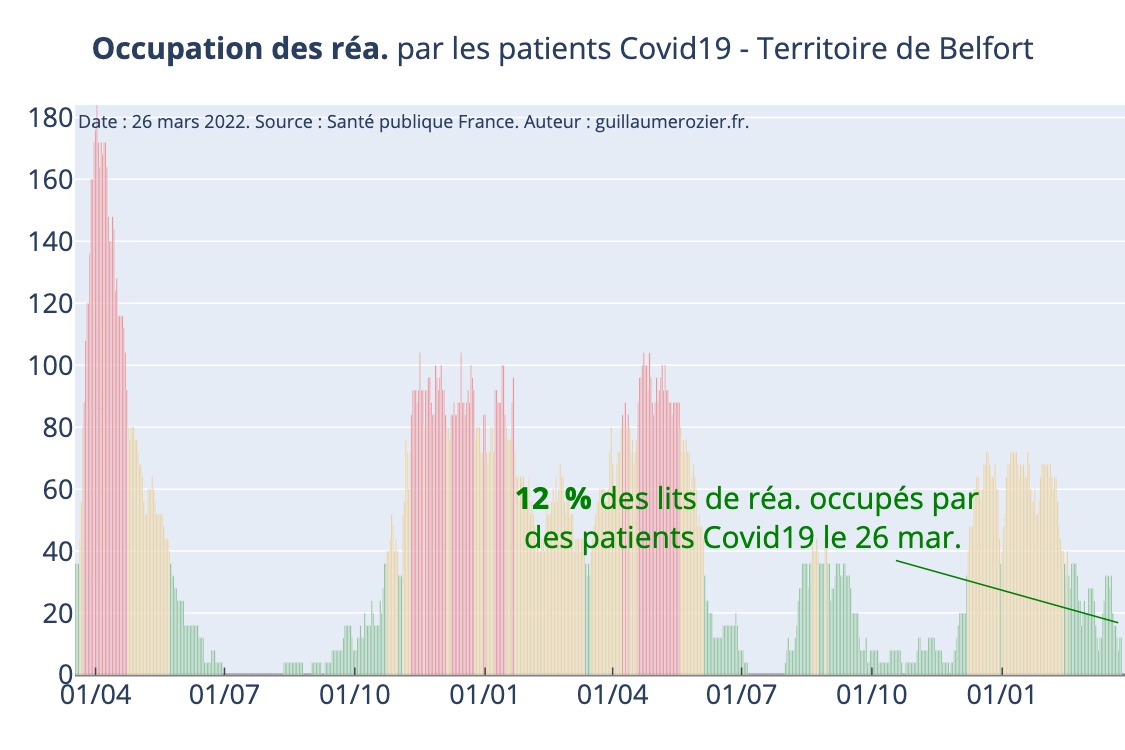 Occupation des réa. par les patients Covid19 - Territoire de Belfort
180
Date : 26 mars 2022. Source : Santé publique France. Auteur : guillaumerozier.fr.
160
140
120
100
80
60
12 % des lits de réa. occupés par
des patients Covid19 le 26 mar.
40
20
0
01/04 01/07 01/10 01/01 01/04 01/07 01/10 01/01